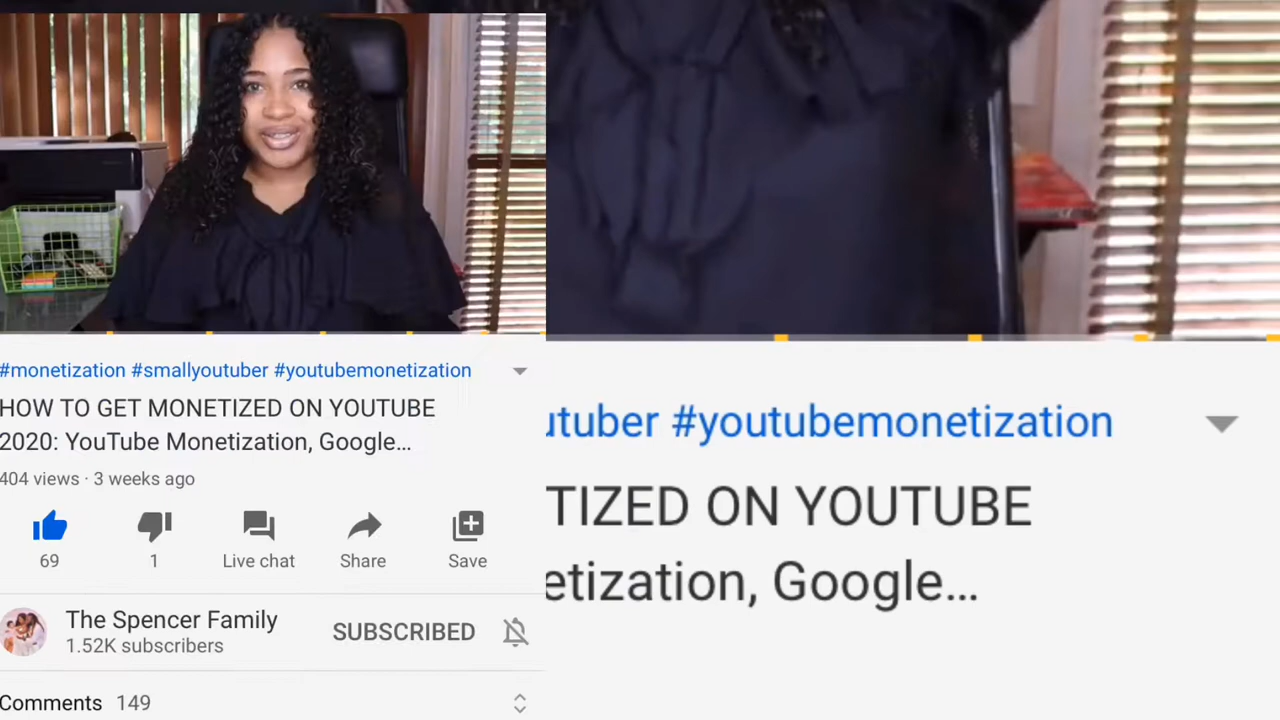 #monetization #smallyoutuber #youtubemonetization
HOW TO GET MONETIZED ON YOUTUBE
2020: YouTube Monetization, Google...
404 views · 3 weeks ago
69
1
Live chat
Share
Save
The Spencer Family
1.52K subscribers
SUBSCRIBED
Comments 149
utuber #youtubemonetization
TIZED ON YOUTUBE
etization, Google...